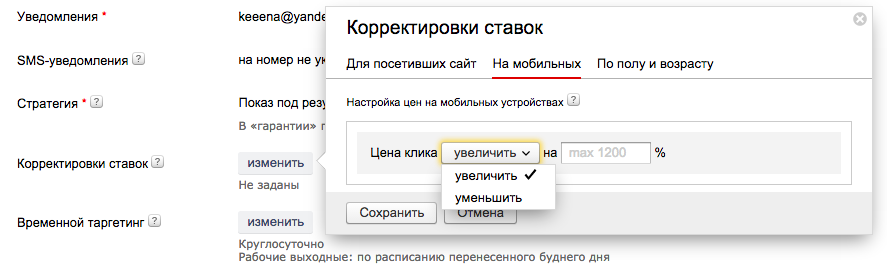 Уведомления *
keeena@yande
SMS-уведомления ?
на номер не ук
Стратегия * ?
Показ под резу
В «гарантии» п
Корректировки ставок ?
изменить
Не заданы
Временной таргетинг ?
изменить
Круглосуточно
Рабочие выходные: по расписанию перенесенного буднего дня
Корректировки ставок
Для посетивших сайт На мобильных По полу и возрасту
Настройка цен на мобильных устройствах ?
Цена клика увеличить на max 1200 %
увеличить
уменьшить
Сохранить Отмена